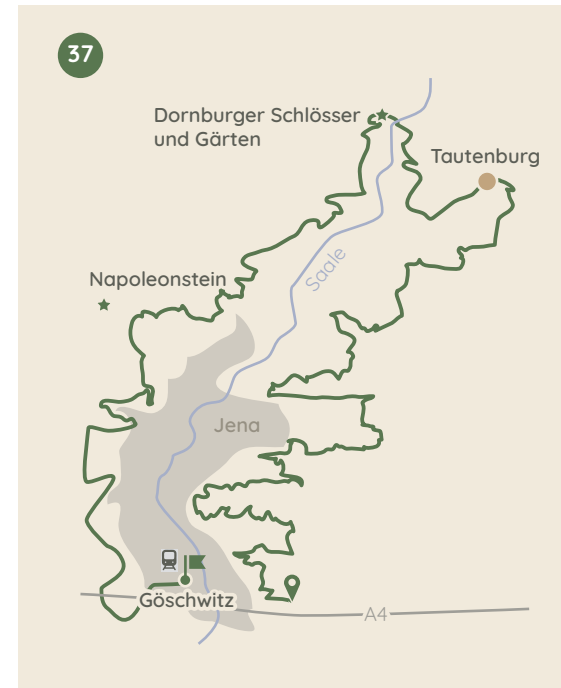 37
Dornburger Schlösser
und Gärten
Tautenburg
Saale
Napoleonstein
Jena
Göschwitz
A4